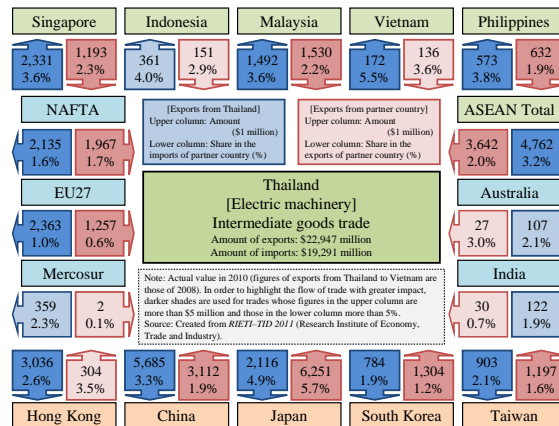 Singapore Indonesia Malaysia Vietnam Philippines
2,331 1,193 361 151 1,492 1,530 172 136 573 632
3.6% 2.3% 4.0% 2.9% 3.6% 2.2% 5.5% 3.6% 3.8% 1.9%
NAFTA
2,135 1,967
1.6% 1.7%
[Exports from Thailand]
Upper column: Amount
($1 million)
Lower column: Share in the
imports of partner country (%)
[Exports from partner country]
Upper column: Amount
($1 million)
Lower column: Share in the
exports of partner country (%)
ASEAN Total
3,642 4,762
2.0% 3.2%
EU27
2,363 1,257
1.0% 0.6%
Thailand
[Electric machinery]
Intermediate goods trade
Amount of exports: $22,947 million
Amount of imports: $19,291 million
Australia
27 107
3.0% 2.1%
Mercosur
359 2
2.3% 0.1%
Note: Actual value in 2010 (figures of exports from Thailand to Vietnam are
those of 2008). In order to highlight the flow of trade with greater impact,
darker shades are used for trades whose figures in the upper column are
more than $5 million and those in the lower column more than 5%.
Source: Created from RIETI–TID 2011 (Research Institute of Economy,
Trade and Industry).
India
30 122
0.7% 1.9%
3,036 304 5,685 3,112 2,116 6,251 784 1,304 903 1,197
2.6% 3.5% 3.3% 1.9% 4.9% 5.7% 1.9% 1.2% 2.1% 1.6%
Hong Kong China Japan South Korea Taiwan